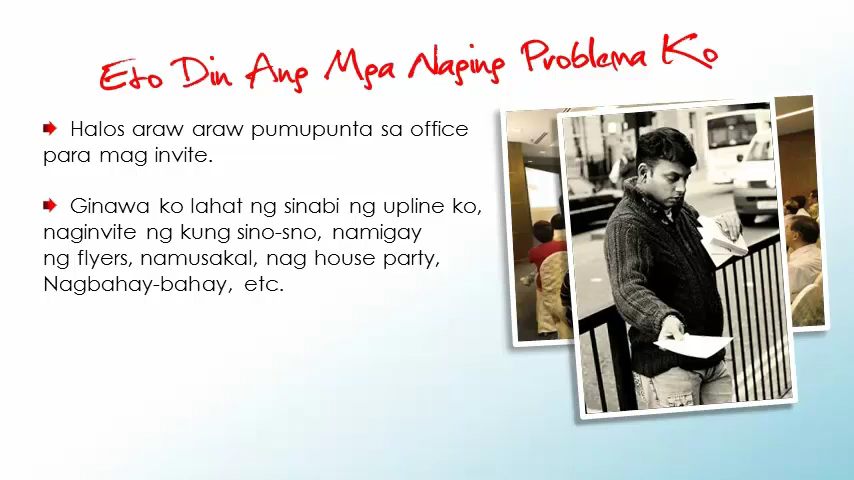 Eto Din Ang Mga Naging Problema Ko
Halos araw araw pumupunta sa office
para mag invite.
Ginawa ko lahat ng sinabi ng upline ko,
naginvite ng kung sino-sno, namigay
ng flyers, namusakal, nag house party,
Nagbahay-bahay, etc.